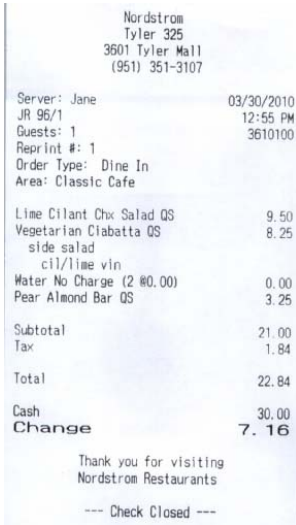 Nordstrom
Tyler 325
3601 Tyler Mall
(951) 351-3107
Server: Jane 03/30/2010
JR 96/1 12:55 PM
Guests: 1 3610100
Reprint #: 1
Order Type: Dine In
Area: Classic Cafe
Lime Cilant Chx Salad QS 9.50
Vegetarian Ciabatta QS 8.25
side salad
cil/lime vin
Water No Charge (2 @0.00) 0.00
Pear Almond Bar QS 3.25
Subtotal 21.00
Tax 1.84
Total 22.84
Cash 30.00
Change 7.16
Thank you for visiting
Nordstrom Restaurants
--- Check Closed ---